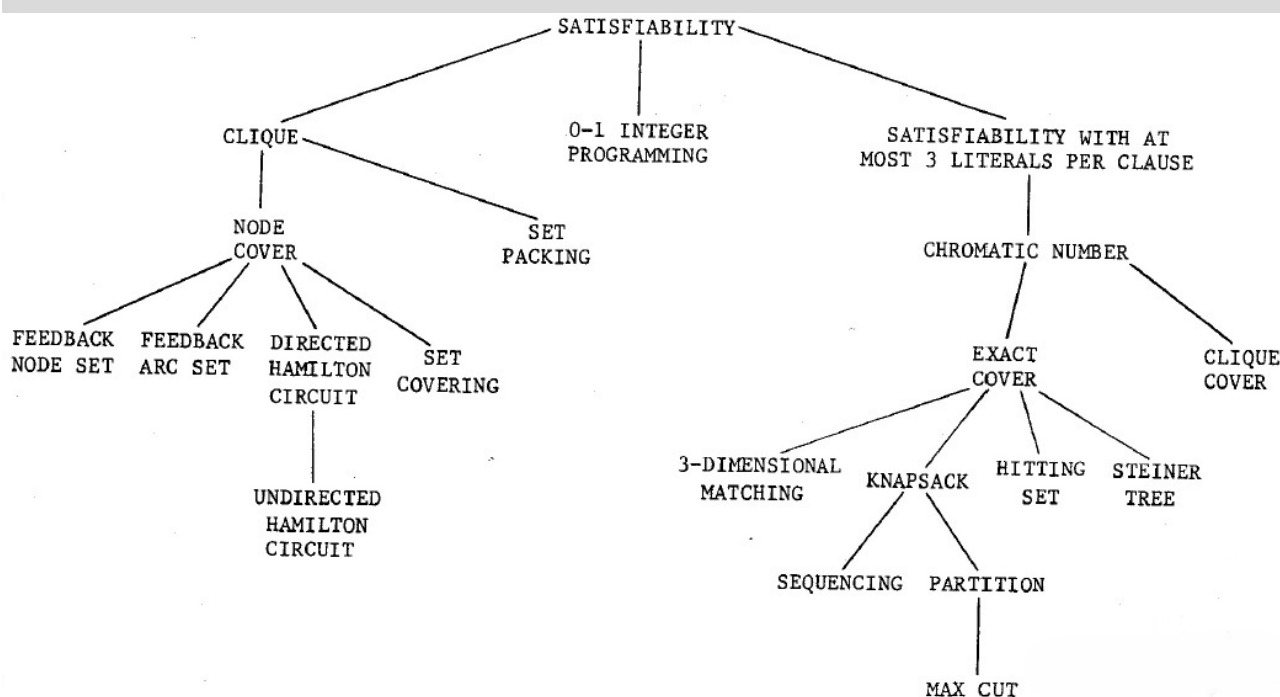 SATISFIABILITY
CLIQUE
0-1 INTEGER
PROGRAMMING
SATISFIABILITY WITH AT
MOST 3 LITERALS PER CLAUSE
NODE
COVER
SET
PACKING
CHROMATIC NUMBER
FEEDBACK
NODE SET
FEEDBACK
ARC SET
DIRECTED
HAMILTON
CIRCUIT
SET
COVERING
EXACT
COVER
CLIQUE
COVER
3-DIMENSIONAL
MATCHING
KNAPSACK
HITTING
SET
STEINER
TREE
UNDIRECTED
HAMILTON
CIRCUIT
SEQUENCING
PARTITION
MAX CUT